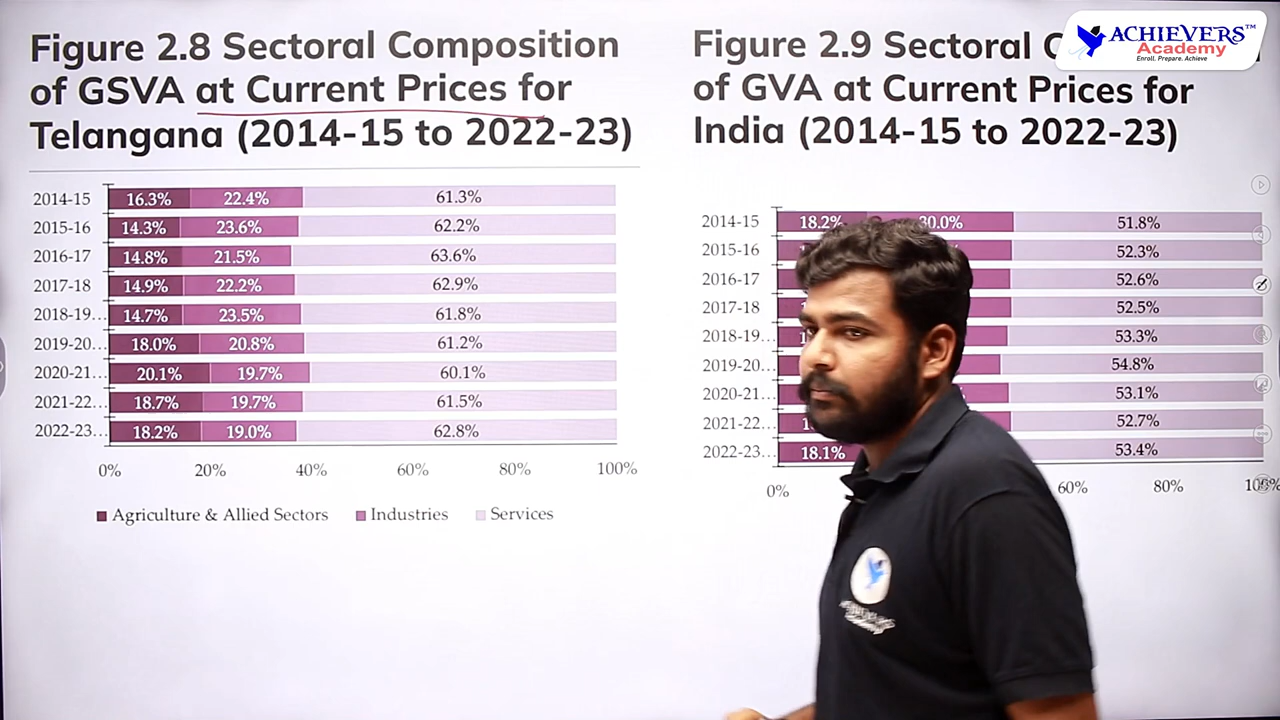 Figure 2.8 Sectoral Composition
of GSVA at Current Prices for
Telangana (2014-15 to 2022-23)
2014-15 16.3% 22.4% 61.3%
2015-16 14.3% 23.6% 62.2%
2016-17 14.8% 21.5% 63.6%
2017-18 14.9% 22.2% 62.9%
2018-19... 14.7% 23.5% 61.8%
2019-20... 18.0% 20.8% 61.2%
2020-21... 20.1% 19.7% 60.1%
2021-22... 18.7% 19.7% 61.5%
2022-23... 18.2% 19.0% 62.8%
0% 20% 40% 60% 80% 100%
Agriculture & Allied Sectors Industries Services
Figure 2.9 Sectoral
of GVA at Current Prices for
India (2014-15 to 2022-23)
2014-15 18.2% 30.0% 51.8%
2015-16 52.3%
2016-17 52.6%
2017-18 52.5%
2018-19... 53.3%
2019-20... 54.8%
2020-21... 53.1%
2021-22... 52.7%
2022-23... 18.1% 53.4%
0% 60% 80% 100%
ACHIEVERS™
Academy
Enroll. Prepare. Achieve